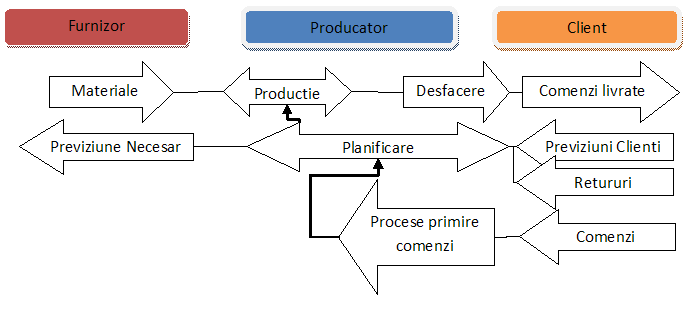 Furnizor
Producator
Client
Materiale
Productie
Desfacere
Comenzi livrate
Previziune Necesar
Planificare
Previziuni Clienti
Retururi
Procese primire
comenzi
Comenzi